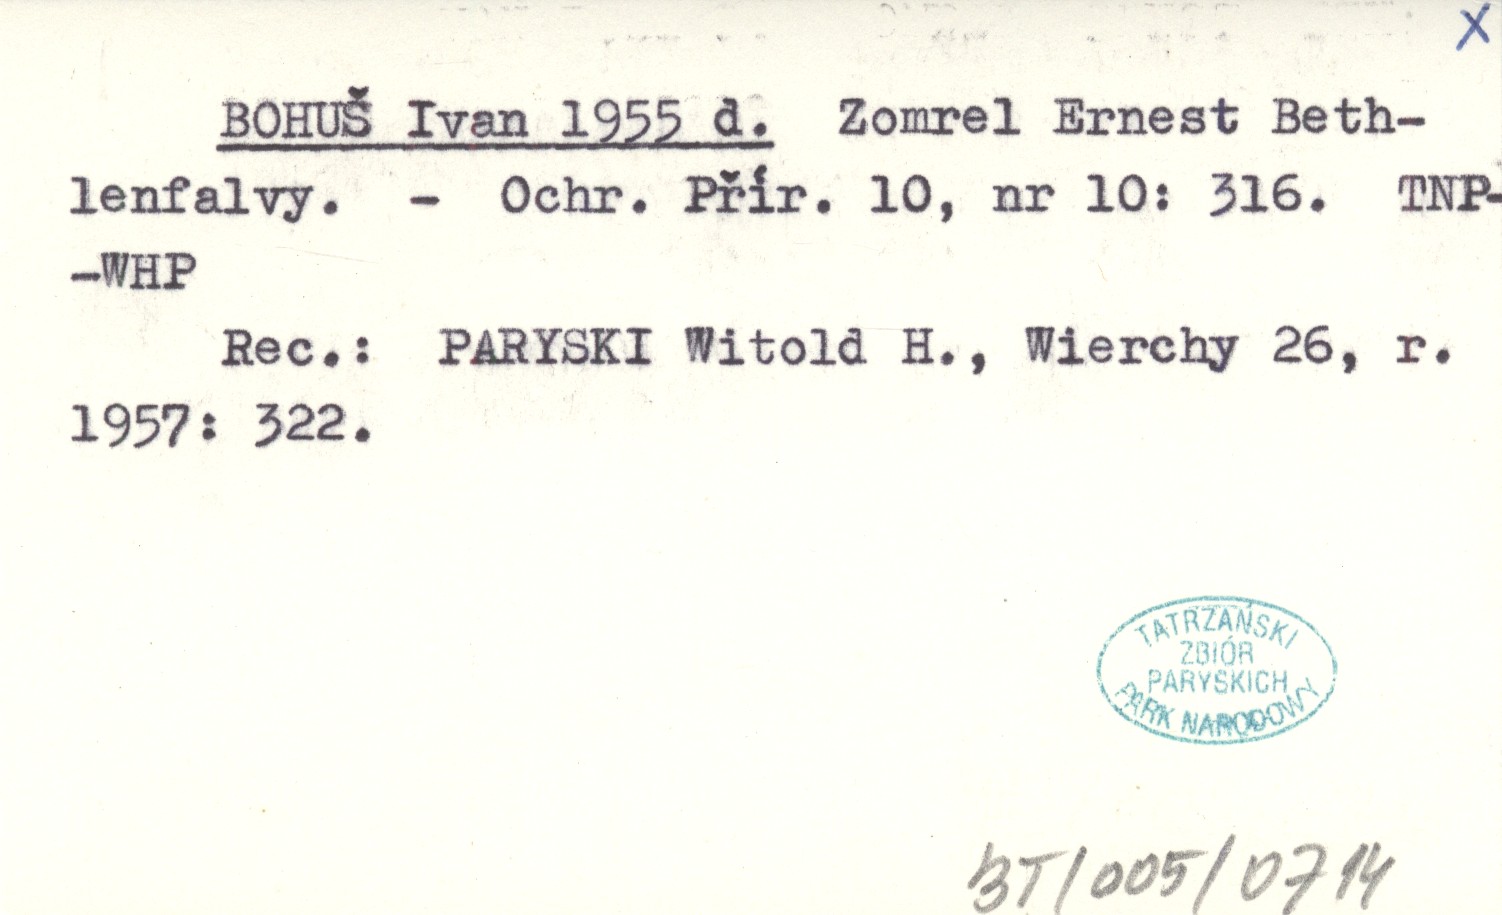 X
BOHUŠ Ivan 1955 d. Zomrel Ernest Beth-
lenfalvy. - Ochr. Přír. 10, nr 10: 316. TNP-
-WHP
Rec.: PARYSKI Witold H., Wierchy 26, r.
1957: 322.
TATRZAŃSKI
ZBIÓR
PARYSKICH
PARK NARODOWY
BT/005/0714